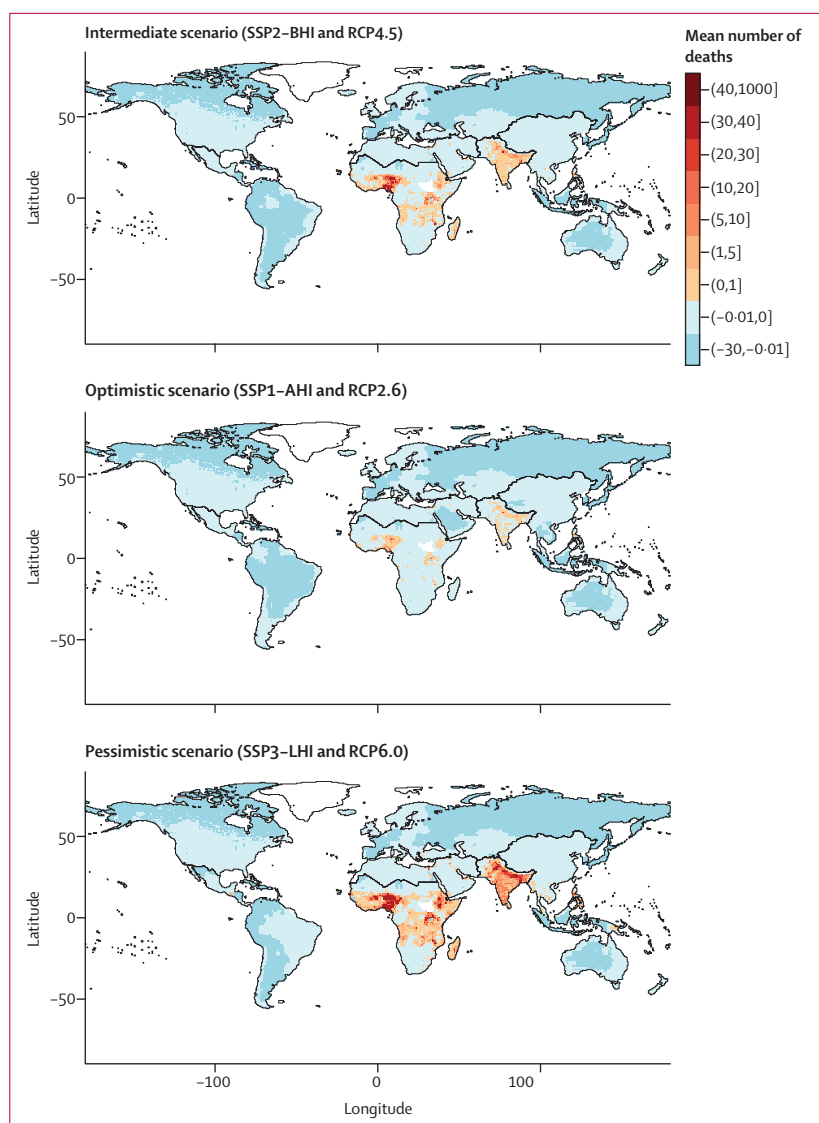 Intermediate scenario (SSP2–BHI and RCP4.5)
Mean number of
deaths
(40,1000]
(30,40]
(20,30]
(10,20]
(5,10]
(1,5]
(0,1]
(−0·01,0]
(−30,−0·01]
50
0
−50
Latitude
Optimistic scenario (SSP1–AHI and RCP2.6)
50
0
−50
Latitude
Pessimistic scenario (SSP3–LHI and RCP6.0)
50
0
−50
Latitude
−100
0
100
Longitude